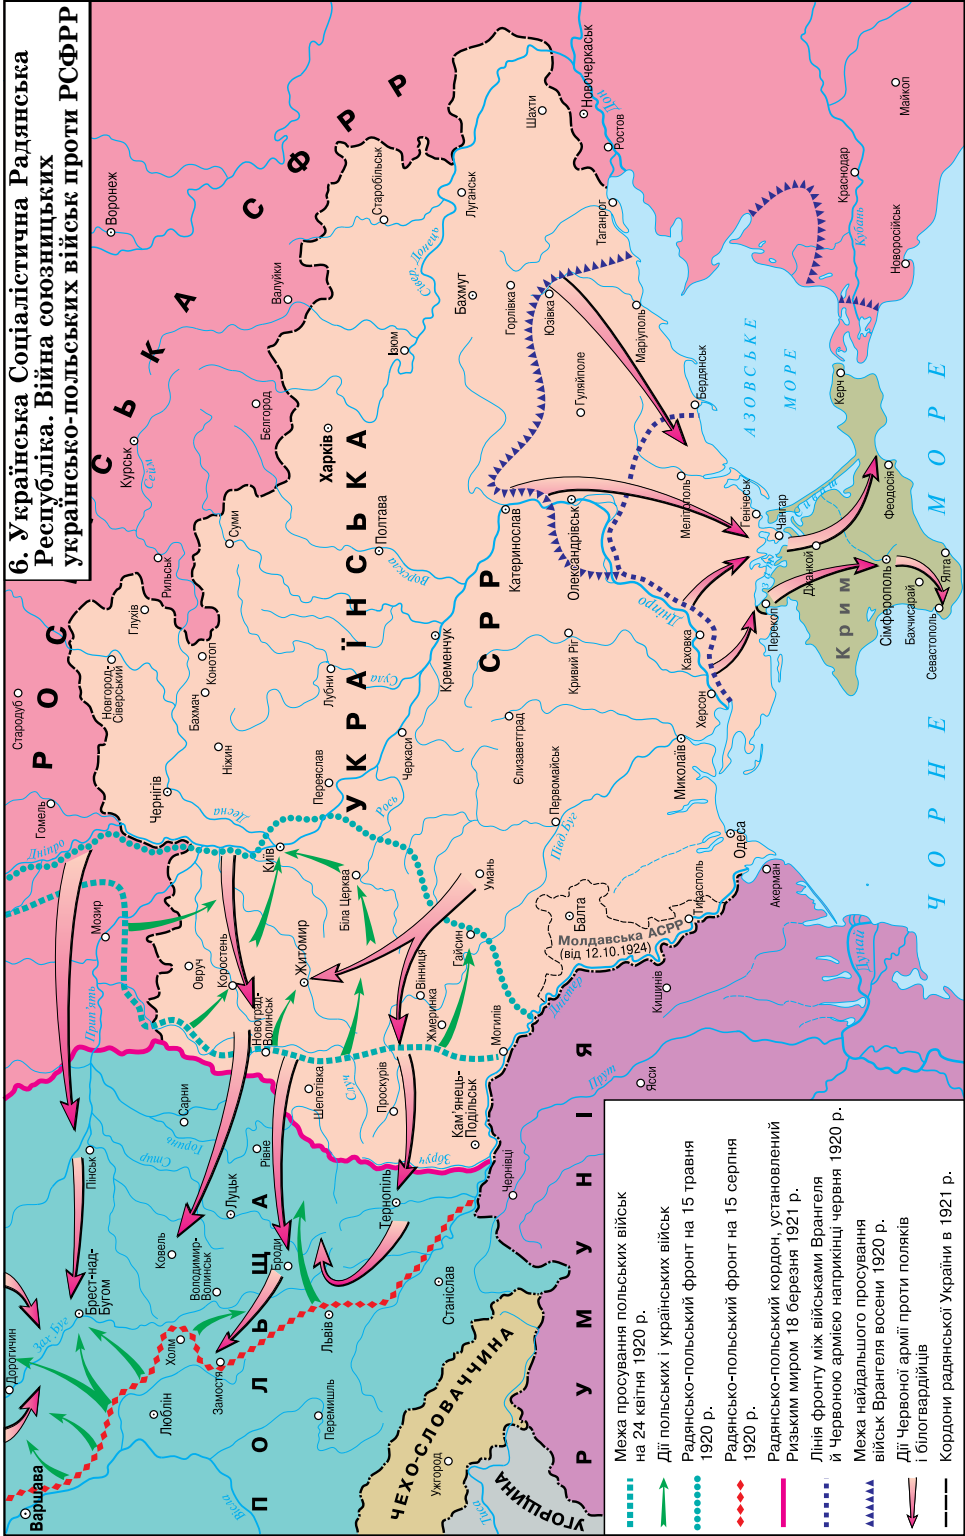 6. Українська Соціалістична Радянська
Республіка. Війна союзницьких
українсько-польських військ проти РСФРР
РОСІЙСЬКА СФРР
Стародуб
Гомель
Дніпро
Мозир
Прип'ять
Новгород-
Сіверський
Глухів
Рильськ
Курськ
Сейм
Воронеж
Бєлгород
Валуйки
Чернігів
Десна
Бахмач
Конотоп
Ніжин
Суми
Харків
Старобільськ
Луганськ
Шахти
Новочеркаськ
Дон
Ростов
Таганрог
Сівер. Донець
Ізюм
Бахмут
Горлівка
Юзівка
Маріуполь
Бердянськ
Гуляйполе
УКРАЇНСЬКА
СРР
Полтава
Ворскла
Лубни
Сула
Переяслав
Київ
Кременчук
Черкаси
Рось
Катеринослав
Олександрівськ
Мелітополь
Дніпро
Кривий Ріг
Єлизаветград
Каховка
Херсон
Миколаїв
Первомайськ
Півд. Буг
Одеса
Овруч
Коростень
Новоград-
Волинськ
Житомир
Біла Церква
Умань
Вінниця
Гайсин
Жмеринка
Могилів
Дністер
Балта
Молдавська АСРР
(від 12.10.1924)
Тирасполь
Аккерман
Шепетівка
Случ
Проскурів
Кам'янець-
Подільськ
Збруч
ПОЛЬЩА
Пінськ
Сарни
Горинь
Стир
Рівне
Луцьк
Ковель
Володимир-
Волинськ
Броди
Тернопіль
Станіслав
Львів
Перемишль
Холм
Замостя
Люблін
Брест-над-
Бугом
Зах. Буг
Дорогичин
Варшава
Вісла
ЧЕХО-СЛОВАЧЧИНА
Ужгород
Тиса
УГОРЩИНА
РУМУНІЯ
Чернівці
Ясси
Прут
Кишинів
Дунай
Генічеськ
Чангар
Сиваш
Перекоп
Джанкой
Крим
Сімферополь
Бахчисарай
Севастополь
Ялта
Феодосія
Керч
АЗОВСЬКЕ
МОРЕ
ЧОРНЕ МОРЕ
Новоросійськ
Краснодар
Кубань
Майкоп
Межа просування польських військ
на 24 квітня 1920 р.
Дії польських і українських військ
Радянсько-польський фронт на 15 травня
1920 р.
Радянсько-польський фронт на 15 серпня
1920 р.
Радянсько-польський кордон, установлений
Ризьким миром 18 березня 1921 р.
Лінія фронту між військами Врангеля
й Червоною армією наприкінці червня 1920 р.
Межа найдальшого просування
військ Врангеля восени 1920 р.
Дії Червоної армії проти поляків
і білогвардійців
Кордони радянської України в 1921 р.